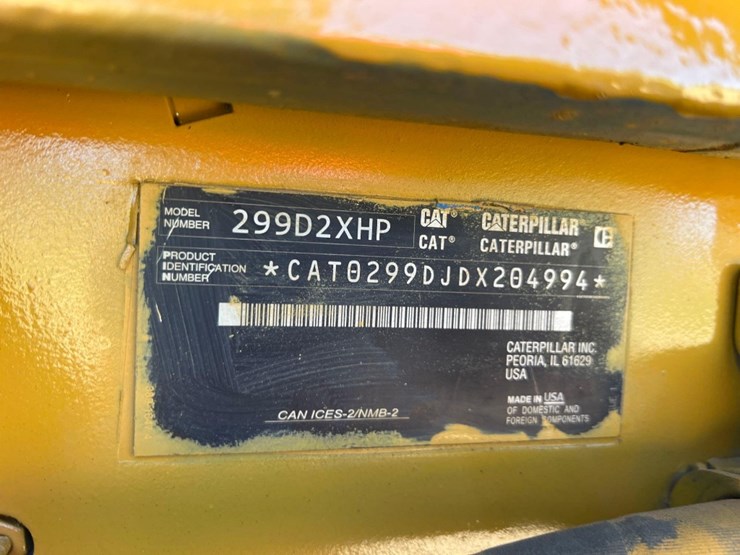 MODEL NUMBER 299D2XHP
CAT® CATERPILLAR
CAT® CATERPILLAR®
PRODUCT IDENTIFICATION NUMBER *CAT0299DJDX204994*
CATERPILLAR INC.
PEORIA, IL 61629
USA
MADE IN USA
OF DOMESTIC AND
FOREIGN COMPONENTS
CAN ICES-2/NMB-2